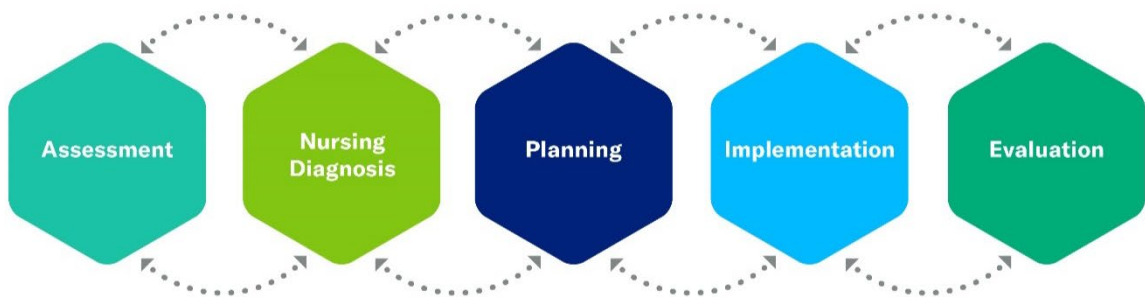 Assessment
Nursing
Diagnosis
Planning
Implementation
Evaluation